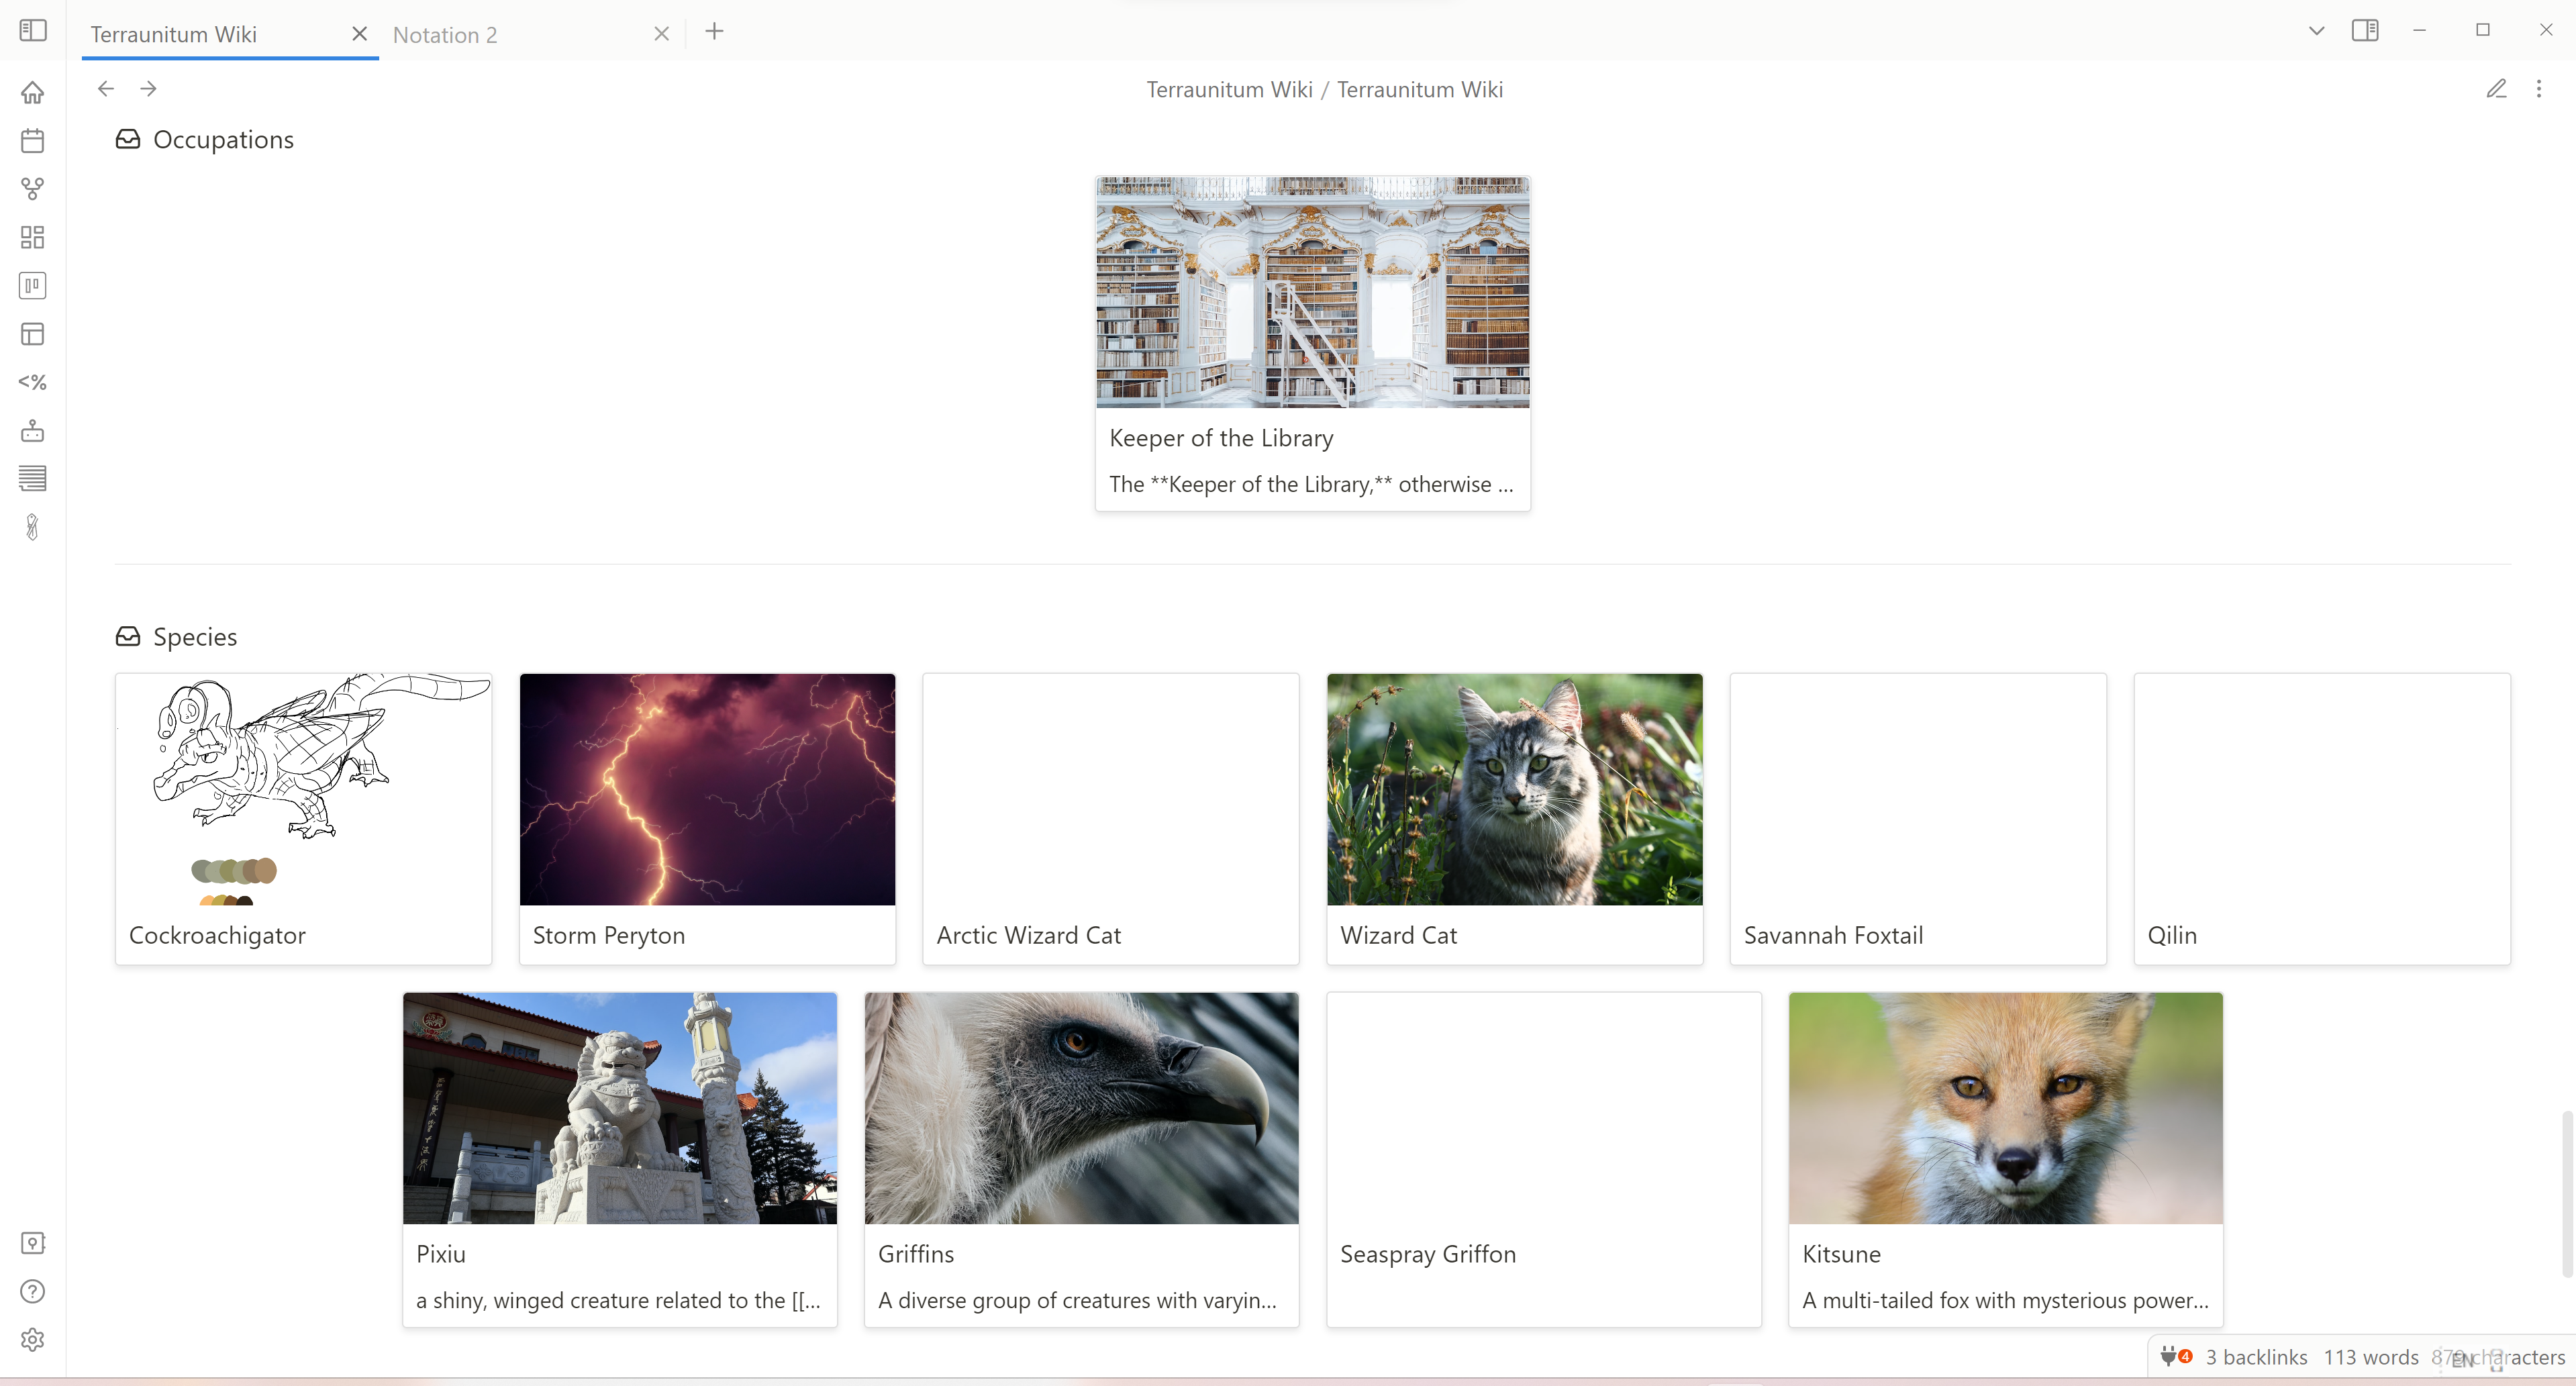 Terraunitum Wiki
Notation 2
Terraunitum Wiki / Terraunitum Wiki
Occupations
Keeper of the Library
The **Keeper of the Library,** otherwise ...
Species
Cockroachigator
Storm Peryton
Arctic Wizard Cat
Wizard Cat
Savannah Foxtail
Qilin
Pixiu
a shiny, winged creature related to the [[...
Griffins
A diverse group of creatures with varyin...
Seaspray Griffon
Kitsune
A multi-tailed fox with mysterious power...
4 3 backlinks 113 words characters
<%